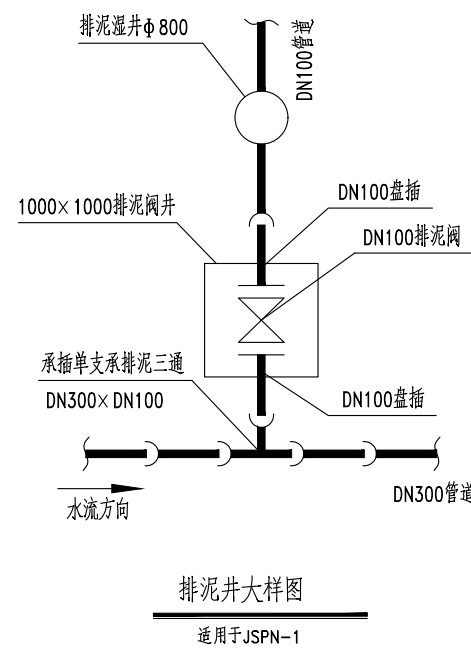 排泥湿井ф800
DN100管道
1000×1000排泥阀井
DN100盘插
DN100排泥阀
承插单支承排泥三通
DN300×DN100
DN100盘插
DN300管道
水流方向
排泥井大样图
适用于JSPN-1